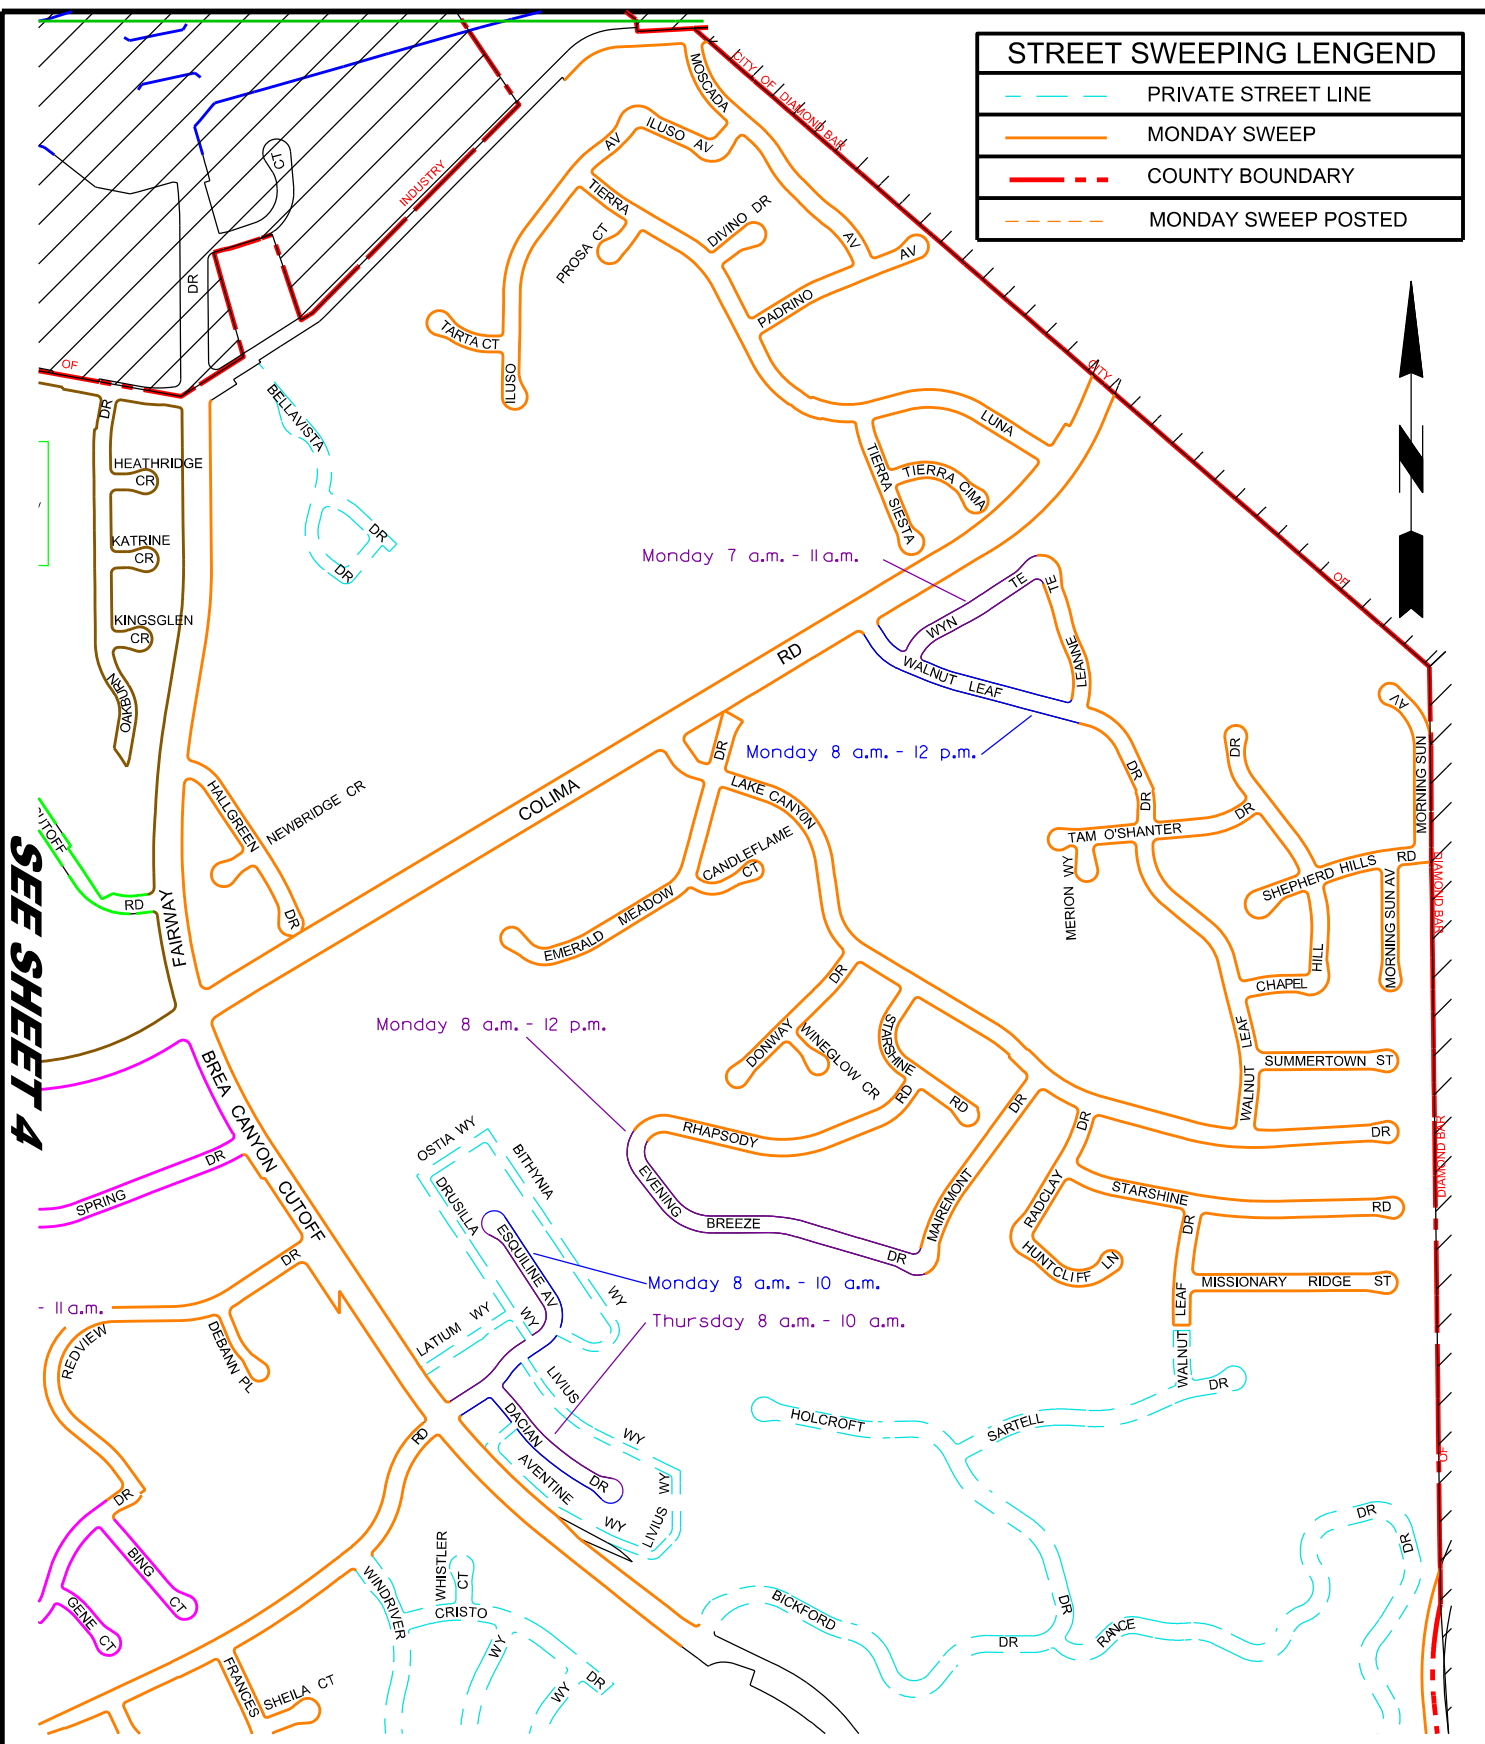 STREET SWEEPING LENGEND
PRIVATE STREET LINE
MONDAY SWEEP
COUNTY BOUNDARY
MONDAY SWEEP POSTED
CITY OF DIAMOND BAR
INDUSTRY
OF
CT
DR
MOSCADA
AV
ILUSO AV
AV
TIERRA
PROSA CT
DIVINO DR
AV
PADRINO
TARTA CT
ILUSO
LUNA
CITY
OF
TIERRA SIESTA
TIERRA CIMA
BELLAVISTA
DR
DR
DR
HEATHRIDGE
CR
KATRINE
CR
KINGSGLEN
CR
OAKBURN
Monday 7 a.m. - 11 a.m.
WYN
TE
TE
LEANNE
WALNUT LEAF
DR
DR
Monday 8 a.m. - 12 p.m.
COLIMA
RD
DR
LAKE CANYON
CANDLEFLAME
CT
EMERALD MEADOW
HALLGREEN
DR
NEWBRIDGE CR
CUTOFF
RD
FAIRWAY
SEE SHEET 4
AV
MORNING SUN
DR
TAM O'SHANTER
DR
MERION WY
SHEPHERD HILLS RD
MORNING SUN AV
DIAMOND BAR
CHAPEL
HILL
WALNUT LEAF
SUMMERTOWN ST
DR
DR
DONWAY
WINEGLOW CR
STARSHINE
RD
RD
RHAPSODY
Monday 8 a.m. - 12 p.m.
EVENING
BREEZE
DR
MAIREMONT
DR
DR
RADCLAY
STARSHINE
RD
DIAMOND BAR
HUNTCLIFF LN
DR
MISSIONARY RIDGE ST
LEAF
WALNUT
BREA CANYON CUTOFF
SPRING
DR
DR
OSTIA WY
BITHYNIA
WY
DRUSILLA
WY
ESQUILINE AV
Monday 8 a.m. - 10 a.m.
Thursday 8 a.m. - 10 a.m.
LATIUM WY
LIVIUS
WY
WY
LIVIUS
DACIAN
DR
AVENTINE
WY
- 11 a.m.
REDVIEW
DEBANN PL
DR
RD
BING
CT
GENE CT
HOLCROFT
SARTELL
DR
OF
WINDRIVER
WHISTLER
CT
CRISTO
WY
WY
DR
FRANCES
SHEILA CT
BICKFORD
DR
DR
RANCE
DR
DR